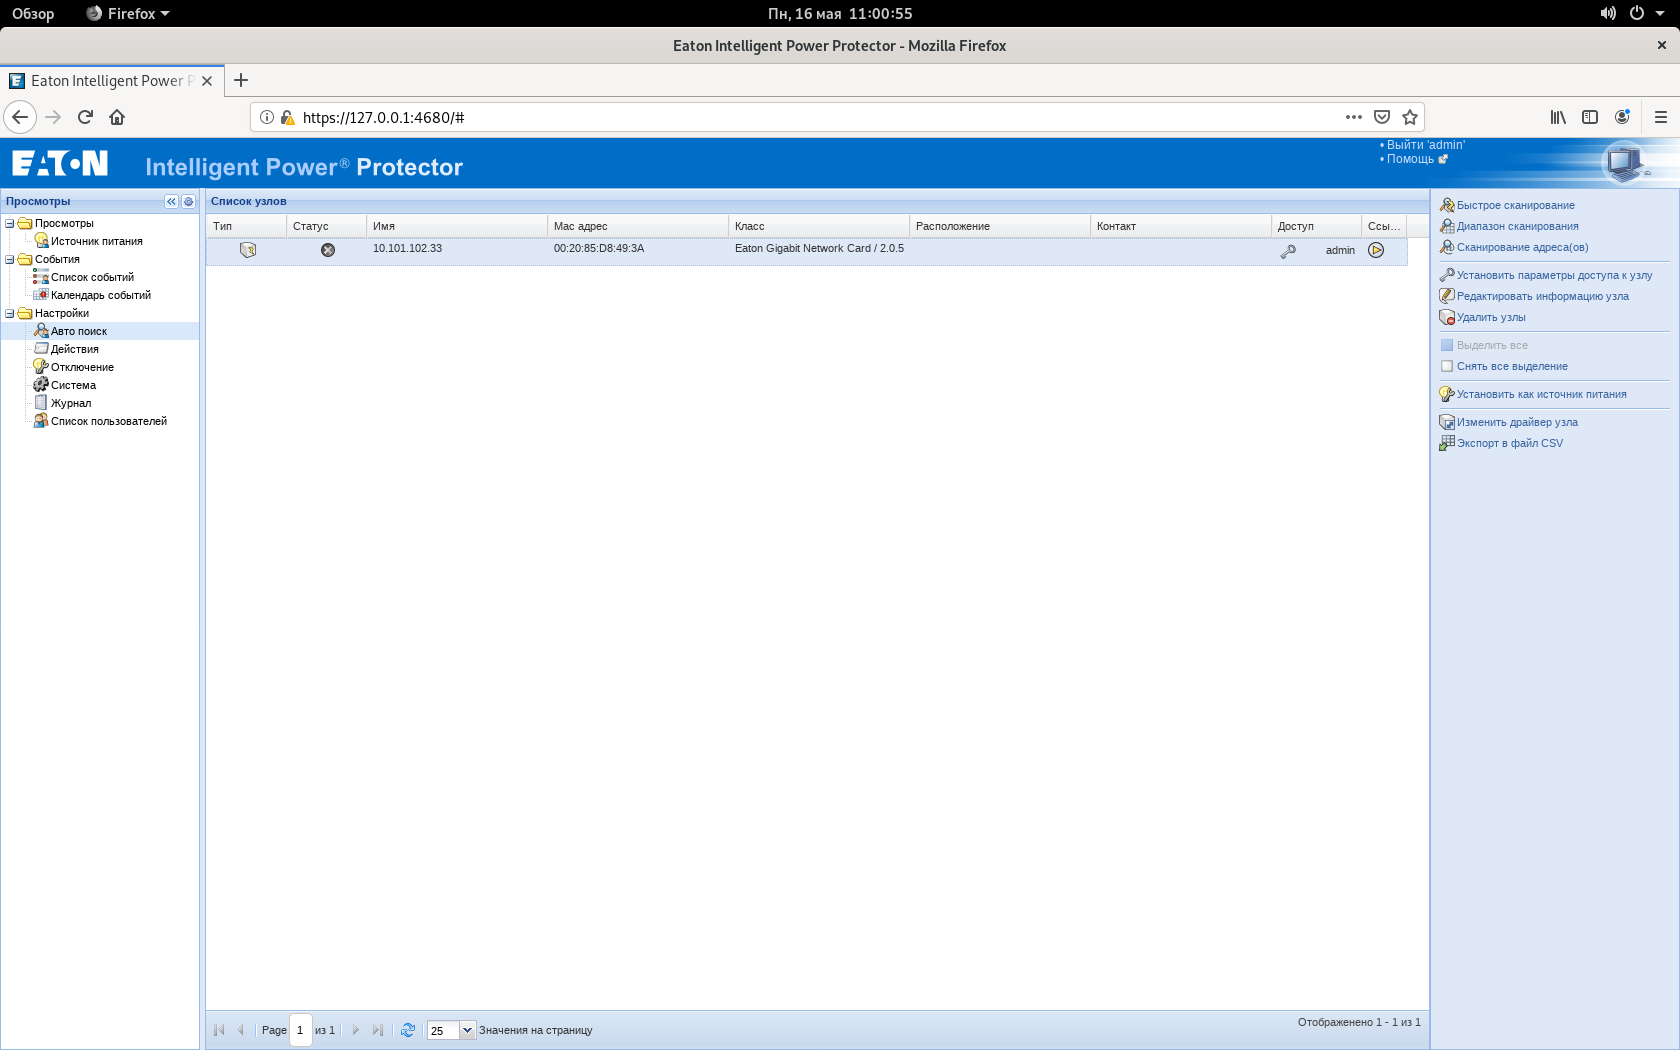 Обзор Firefox Пн, 16 мая 11:00:55
Eaton Intelligent Power Protector - Mozilla Firefox
Eaton Intelligent Power P
https://127.0.0.1:4680/#
EATON Intelligent Power® Protector
• Выйти 'admin'
• Помощь
Просмотры
Просмотры
Источник питания
События
Список событий
Календарь событий
Настройки
Авто поиск
Действия
Отключение
Система
Журнал
Список пользователей
Список узлов
Тип Статус Имя Mac адрес Класс Расположение Контакт Доступ Ссы...
10.101.102.33 00:20:85:D8:49:3A Eaton Gigabit Network Card / 2.0.5 admin
Page 1 из 1 25 Значения на страницу
Отображено 1 - 1 из 1
Быстрое сканирование
Диапазон сканирования
Сканирование адреса(ов)
Установить параметры доступа к узлу
Редактировать информацию узла
Удалить узлы
Выделить все
Снять все выделение
Установить как источник питания
Изменить драйвер узла
Экспорт в файл CSV